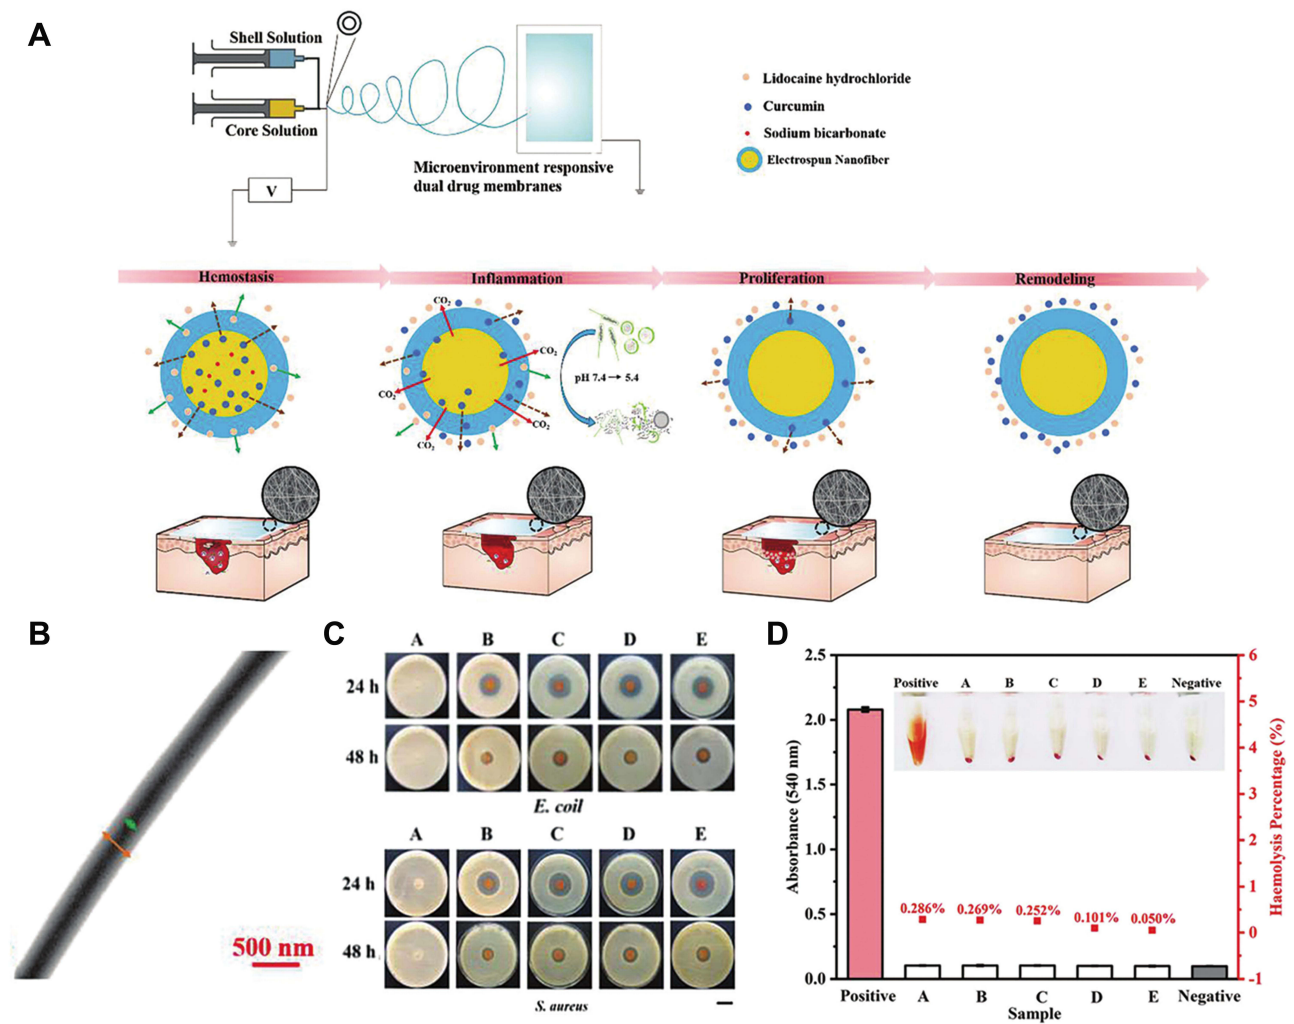 A
Shell Solution
Core Solution
V
Microenvironment responsive
dual drug membranes
Lidocaine hydrochloride
Curcumin
Sodium bicarbonate
Electrospun Nanofiber
Hemostasis
Inflammation
Proliferation
Remodeling
CO2
CO2
CO2
CO2
CO2
pH 7.4 → 5.4
B
500 nm
C
A B C D E
24 h
48 h
E. coil
A B C D E
24 h
48 h
S. aureus
D
Absorbance (540 nm)
2.5
2.0
1.5
1.0
0.5
0.0
Positive A B C D E Negative
0.286% 0.269% 0.252% 0.101% 0.050%
Positive A B C D E Negative
Sample
6
5
4
3
2
1
0
-1
Haemolysis Percentage (%)